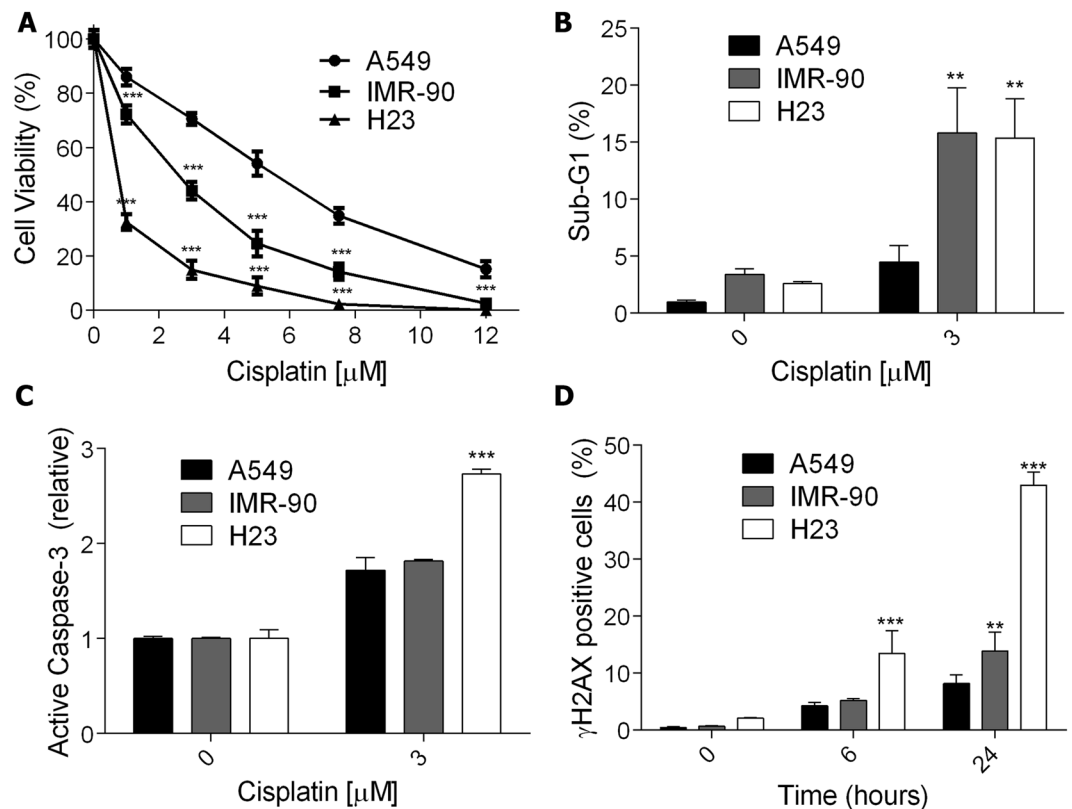 A
Cell Viability (%)
100
80
60
40
20
0
A549
IMR-90
H23
***
***
***
***
***
***
***
***
***
***
0
2
4
6
8
10
12
Cisplatin [μM]
B
Sub-G1 (%)
25
20
15
10
5
0
A549
IMR-90
H23
**
**
0
3
Cisplatin [μM]
C
Active Caspase-3 (relative)
3
2
1
0
A549
IMR-90
H23
***
0
3
Cisplatin [μM]
D
γH2AX positive cells (%)
50
40
30
20
10
0
A549
IMR-90
H23
***
**
***
0
6
24
Time (hours)